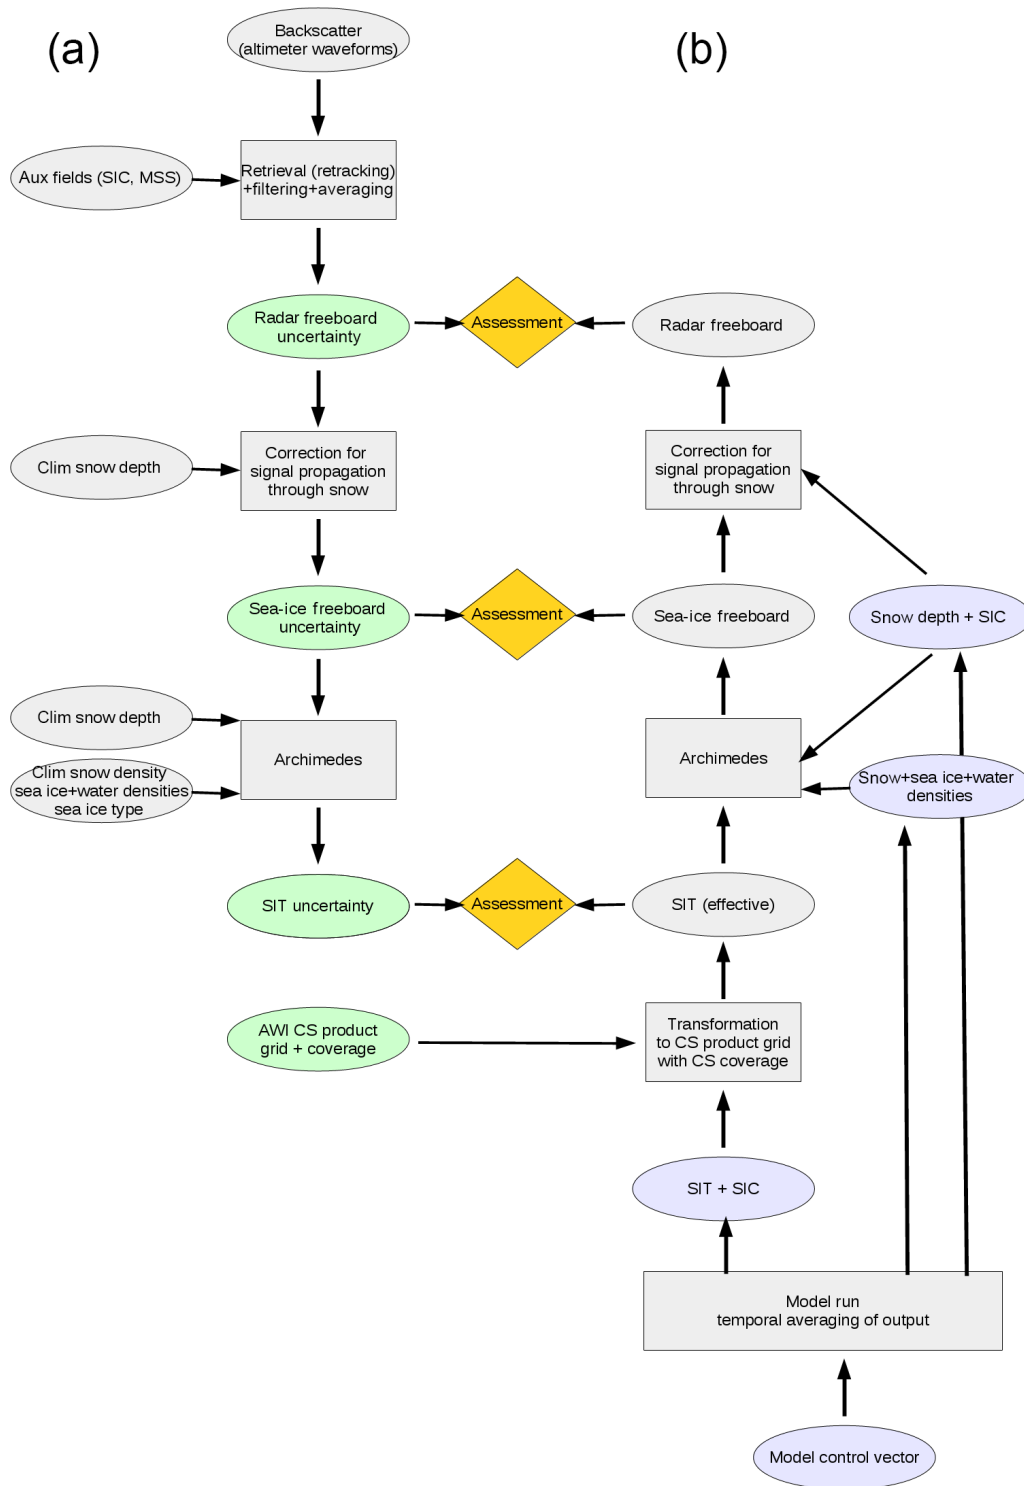 (a)
(b)
Backscatter
(altimeter waveforms)
Aux fields (SIC, MSS)
Retrieval (retracking)
+filtering+averaging
Radar freeboard
uncertainty
Assessment
Radar freeboard
Clim snow depth
Correction for
signal propagation
through snow
Correction for
signal propagation
through snow
Sea-ice freeboard
uncertainty
Assessment
Sea-ice freeboard
Snow depth + SIC
Clim snow depth
Clim snow density
sea ice+water densities
sea ice type
Archimedes
Archimedes
Snow+sea ice+water
densities
SIT uncertainty
Assessment
SIT (effective)
AWI CS product
grid + coverage
Transformation
to CS product grid
with CS coverage
SIT + SIC
Model run
temporal averaging of output
Model control vector